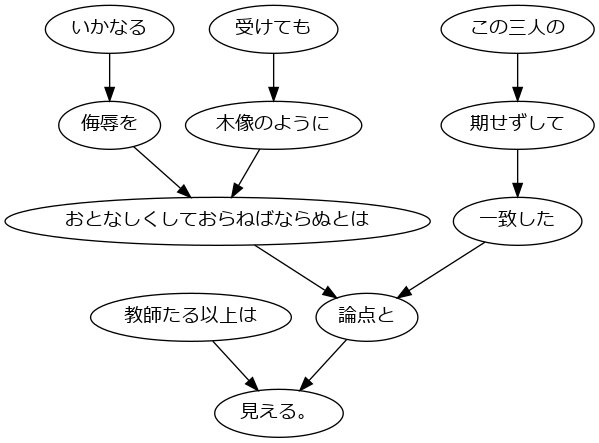 いかなる 受けても この三人の
侮辱を 木像のように 期せずして
おとなしくしておらねばならぬとは 一致した
教師たる以上は 論点と
見える。